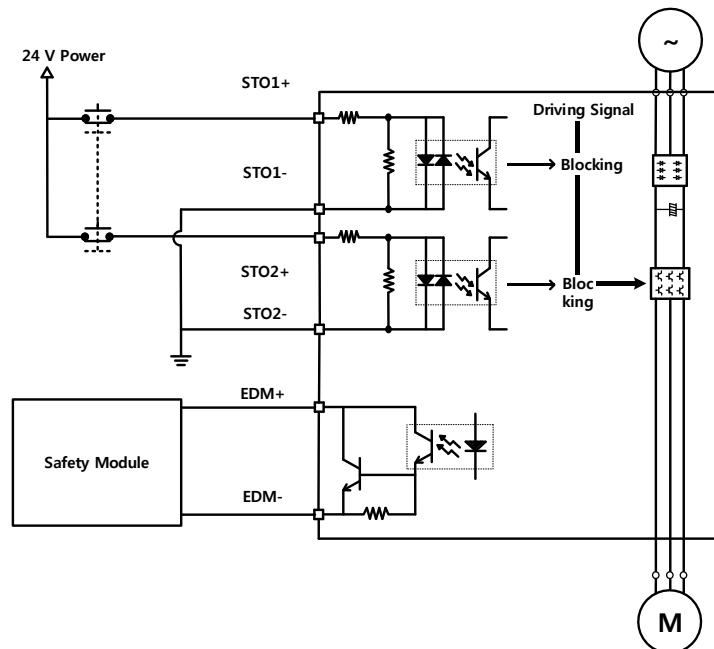 ~
24 V Power
STO1+
Driving Signal
STO1-
Blocking
STO2+
Bloc
king
STO2-
EDM+
Safety Module
EDM-
M